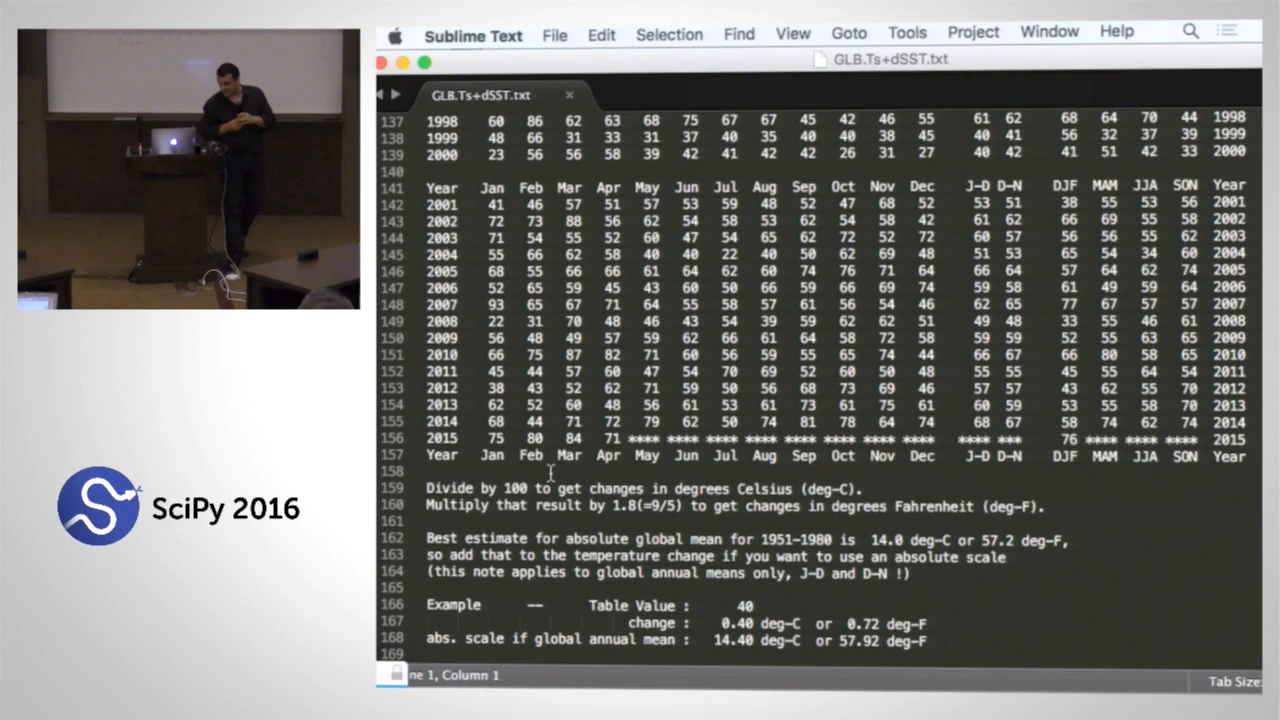 Sublime Text File Edit Selection Find View Goto Tools Project Window Help
GLB.Ts+dSST.txt
GLB.Ts+dSST.txt ×
137 1998 60 86 62 63 68 75 67 67 45 42 46 55 61 62 68 64 70 44 1998
138 1999 48 66 31 31 31 37 40 35 40 40 38 45 40 41 56 32 37 39 1999
139 2000 23 56 56 58 39 42 41 42 42 26 31 27 40 42 41 51 42 33 2000
140
141 Year Jan Feb Mar Apr May Jun Jul Aug Sep Oct Nov Dec J-D D-N DJF MAM JJA SON Year
142 2001 41 46 57 51 57 53 59 48 52 47 68 52 53 51 38 55 53 56 2001
143 2002 72 73 88 56 62 54 58 53 62 54 58 42 61 62 66 69 55 58 2002
144 2003 71 54 55 52 60 47 54 65 62 72 52 72 60 57 56 56 55 62 2003
145 2004 55 66 62 58 40 40 22 40 50 62 69 48 51 53 65 54 34 60 2004
146 2005 68 55 66 66 61 64 62 60 74 76 71 64 66 64 57 64 62 74 2005
147 2006 52 65 59 45 43 60 50 66 59 66 69 74 59 58 61 49 59 64 2006
148 2007 93 65 67 71 64 55 58 57 61 56 54 46 62 65 77 67 57 57 2007
149 2008 22 31 70 48 46 43 54 39 59 62 62 51 49 48 33 55 46 61 2008
150 2009 56 48 49 57 59 62 66 61 64 58 72 58 59 59 52 55 63 65 2009
151 2010 66 75 87 82 71 60 56 59 55 65 74 44 66 67 66 80 58 65 2010
152 2011 45 44 57 60 47 54 70 69 52 60 50 48 55 55 45 55 64 54 2011
153 2012 38 43 52 62 71 59 50 56 68 73 69 46 57 57 43 62 55 70 2012
154 2013 62 52 60 48 56 61 53 61 73 61 75 61 60 59 53 55 58 70 2013
155 2014 68 44 71 72 79 62 50 74 81 78 64 74 68 67 58 74 62 74 2014
156 2015 75 80 84 71 **** **** **** **** **** **** **** **** **** *** 76 **** **** **** 2015
157 Year Jan Feb Mar Apr May Jun Jul Aug Sep Oct Nov Dec J-D D-N DJF MAM JJA SON Year
158
159 Divide by 100 to get changes in degrees Celsius (deg-C).
160 Multiply that result by 1.8(=9/5) to get changes in degrees Fahrenheit (deg-F).
161
162 Best estimate for absolute global mean for 1951-1980 is 14.0 deg-C or 57.2 deg-F,
163 so add that to the temperature change if you want to use an absolute scale
164 (this note applies to global annual means only, J-D and D-N !)
165
166 Example -- Table Value : 40
167 change : 0.40 deg-C or 0.72 deg-F
168 abs. scale if global annual mean : 14.40 deg-C or 57.92 deg-F
169
ne 1, Column 1 Tab Size:
SciPy 2016